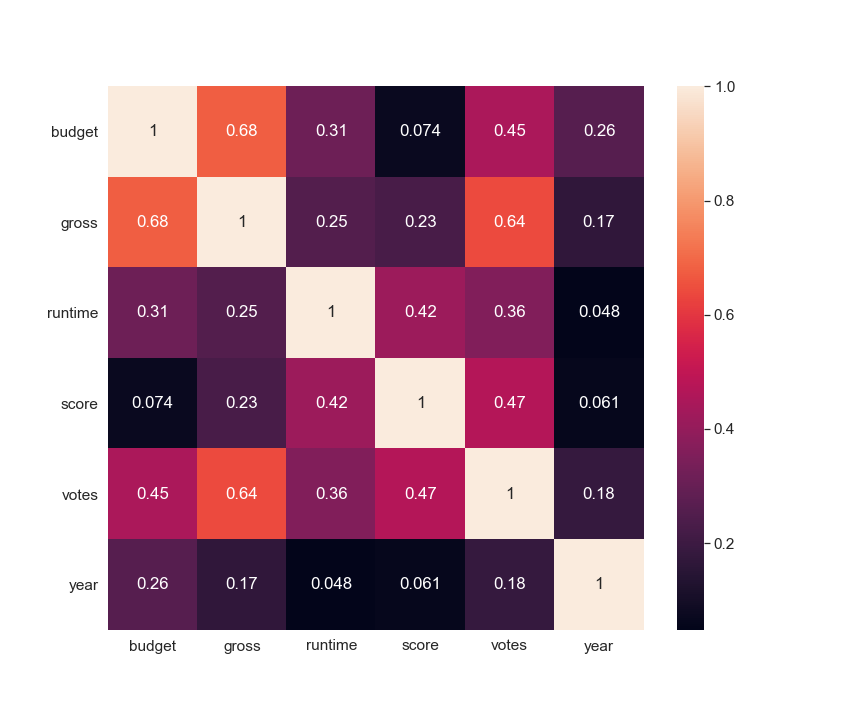 budget 1 0.68 0.31 0.074 0.45 0.26
gross 0.68 1 0.25 0.23 0.64 0.17
runtime 0.31 0.25 1 0.42 0.36 0.048
score 0.074 0.23 0.42 1 0.47 0.061
votes 0.45 0.64 0.36 0.47 1 0.18
year 0.26 0.17 0.048 0.061 0.18 1
budget gross runtime score votes year
1.0
0.8
0.6
0.4
0.2